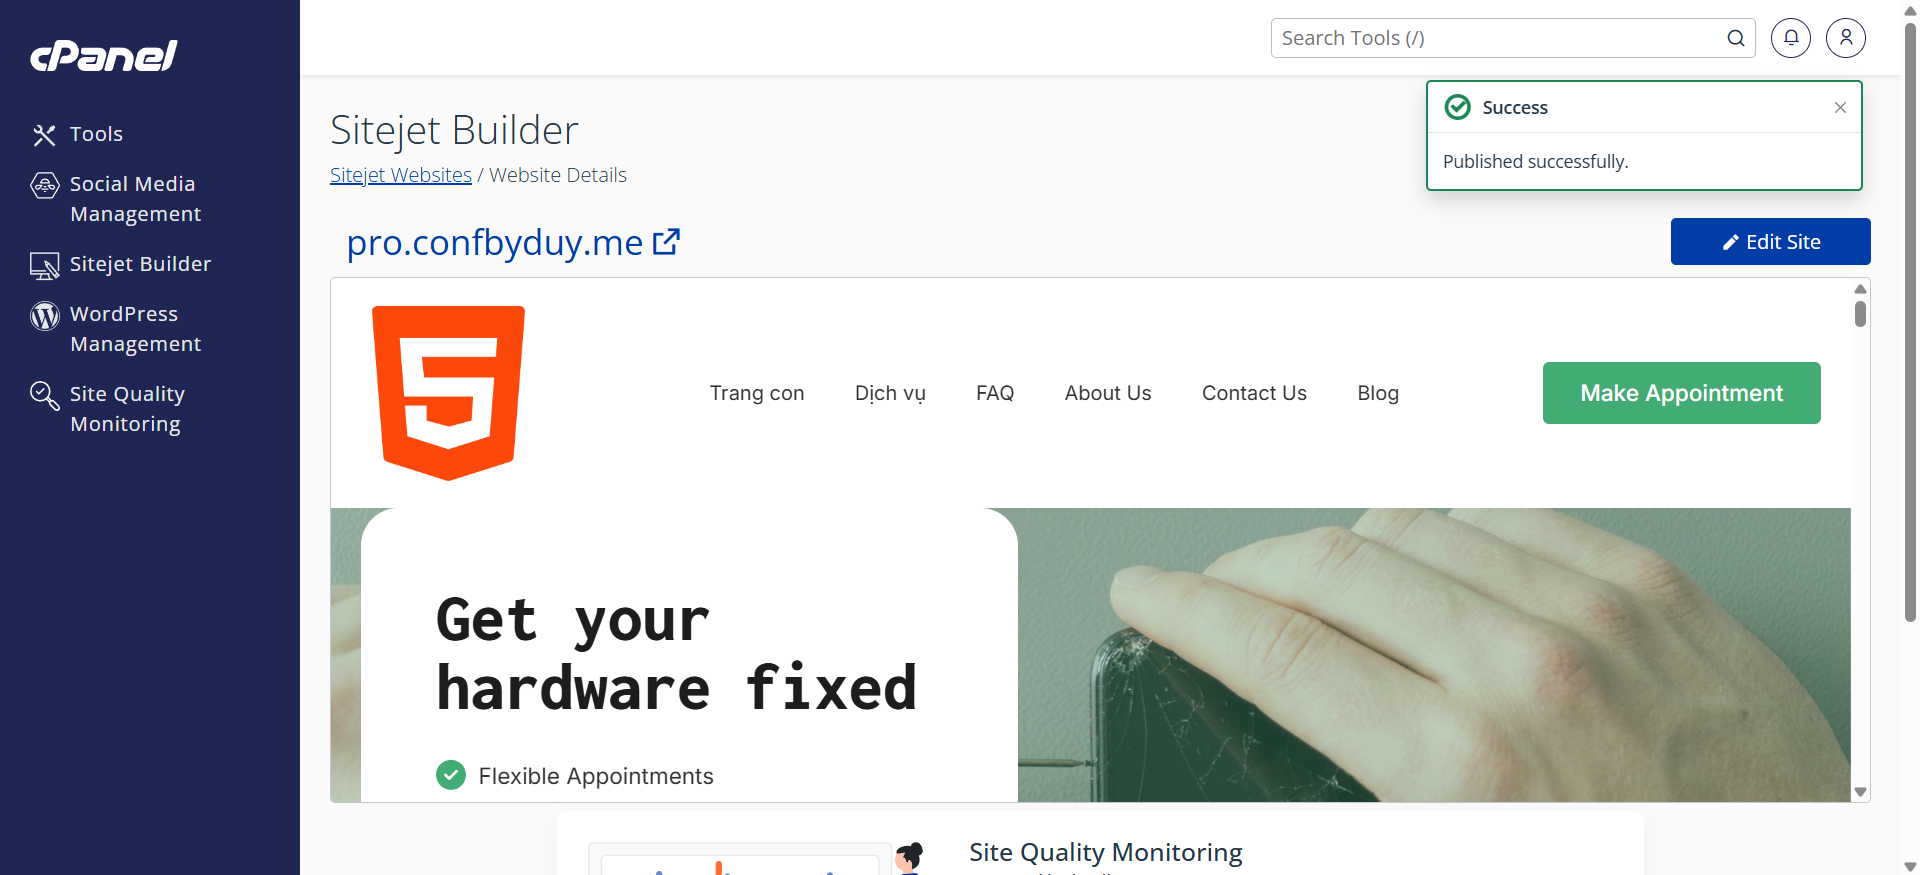 cPanel
Tools
Social Media
Management
Sitejet Builder
WordPress
Management
Site Quality
Monitoring
Search Tools (/)
Success
Published successfully.
Sitejet Builder
Sitejet Websites / Website Details
pro.confbyduy.me
Edit Site
Trang con
Dịch vụ
FAQ
About Us
Contact Us
Blog
Make Appointment
Get your
hardware fixed
Flexible Appointments
Site Quality Monitoring